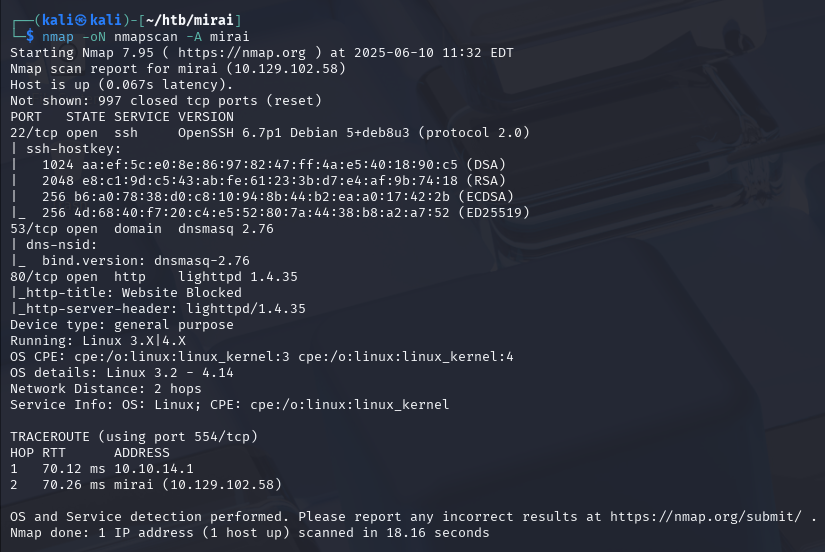 ┌──(kali㉿kali)-[~/htb/mirai]
└─$ nmap -oN nmapscan -A mirai
Starting Nmap 7.95 ( https://nmap.org ) at 2025-06-10 11:32 EDT
Nmap scan report for mirai (10.129.102.58)
Host is up (0.067s latency).
Not shown: 997 closed tcp ports (reset)
PORT   STATE SERVICE VERSION
22/tcp open  ssh     OpenSSH 6.7p1 Debian 5+deb8u3 (protocol 2.0)
| ssh-hostkey:
|   1024 aa:ef:5c:e0:8e:86:97:82:47:ff:4a:e5:40:18:90:c5 (DSA)
|   2048 e8:c1:9d:c5:43:ab:fe:61:23:3b:d7:e4:af:9b:74:18 (RSA)
|   256 b6:a0:78:38:d0:c8:10:94:8b:44:b2:ea:a0:17:42:2b (ECDSA)
|_  256 4d:68:40:f7:20:c4:e5:52:80:7a:44:38:b8:a2:a7:52 (ED25519)
53/tcp open  domain  dnsmasq 2.76
| dns-nsid:
|_  bind.version: dnsmasq-2.76
80/tcp open  http    lighttpd 1.4.35
|_http-title: Website Blocked
|_http-server-header: lighttpd/1.4.35
Device type: general purpose
Running: Linux 3.X|4.X
OS CPE: cpe:/o:linux:linux_kernel:3 cpe:/o:linux:linux_kernel:4
OS details: Linux 3.2 - 4.14
Network Distance: 2 hops
Service Info: OS: Linux; CPE: cpe:/o:linux:linux_kernel
TRACEROUTE (using port 554/tcp)
HOP RTT      ADDRESS
1   70.12 ms 10.10.14.1
2   70.26 ms mirai (10.129.102.58)
OS and Service detection performed. Please report any incorrect results at https://nmap.org/submit/ .
Nmap done: 1 IP address (1 host up) scanned in 18.16 seconds